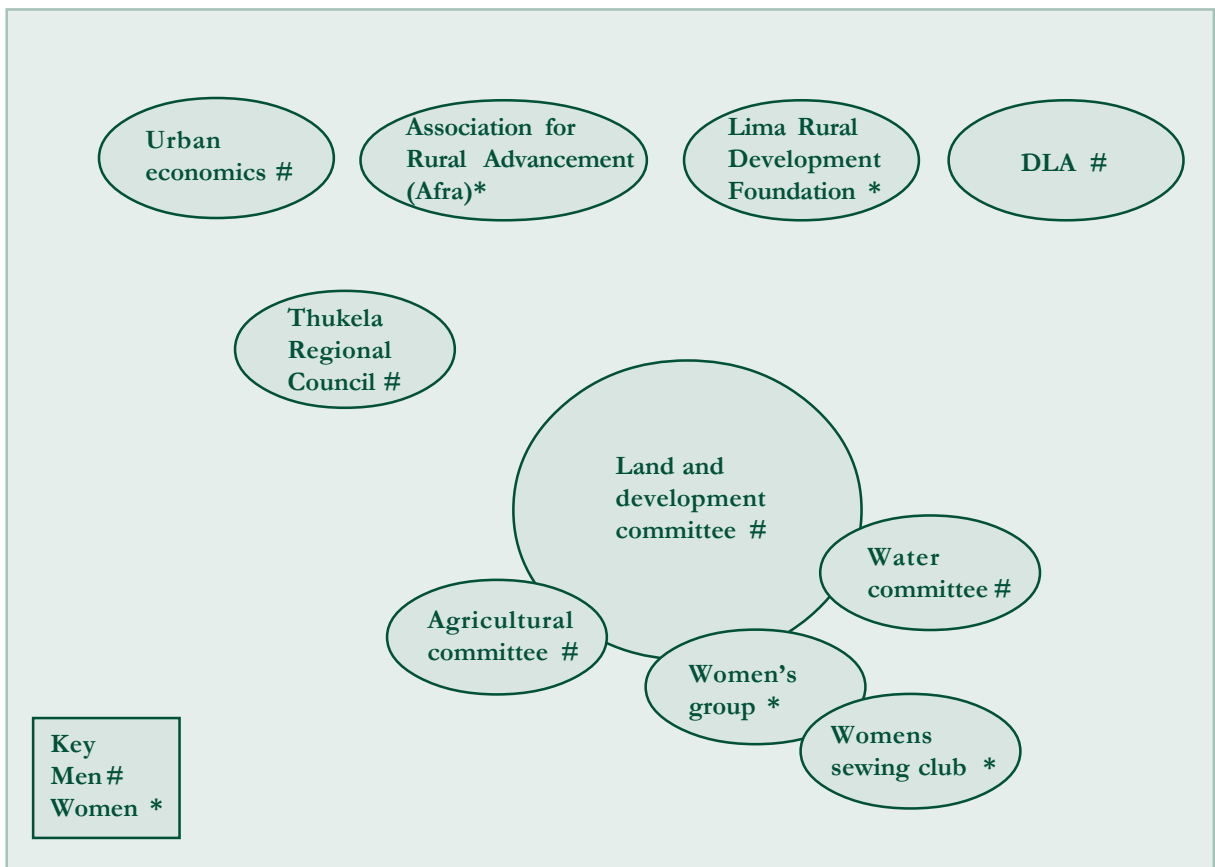 Urban
economics #
Association for
Rural Advancement
(Afra)*
Lima Rural
Development
Foundation *
DLA #
Thukela
Regional
Council #
Land and
development
committee #
Water
committee #
Agricultural
committee #
Women’s
group *
Womens
sewing club *
Key
Men #
Women *